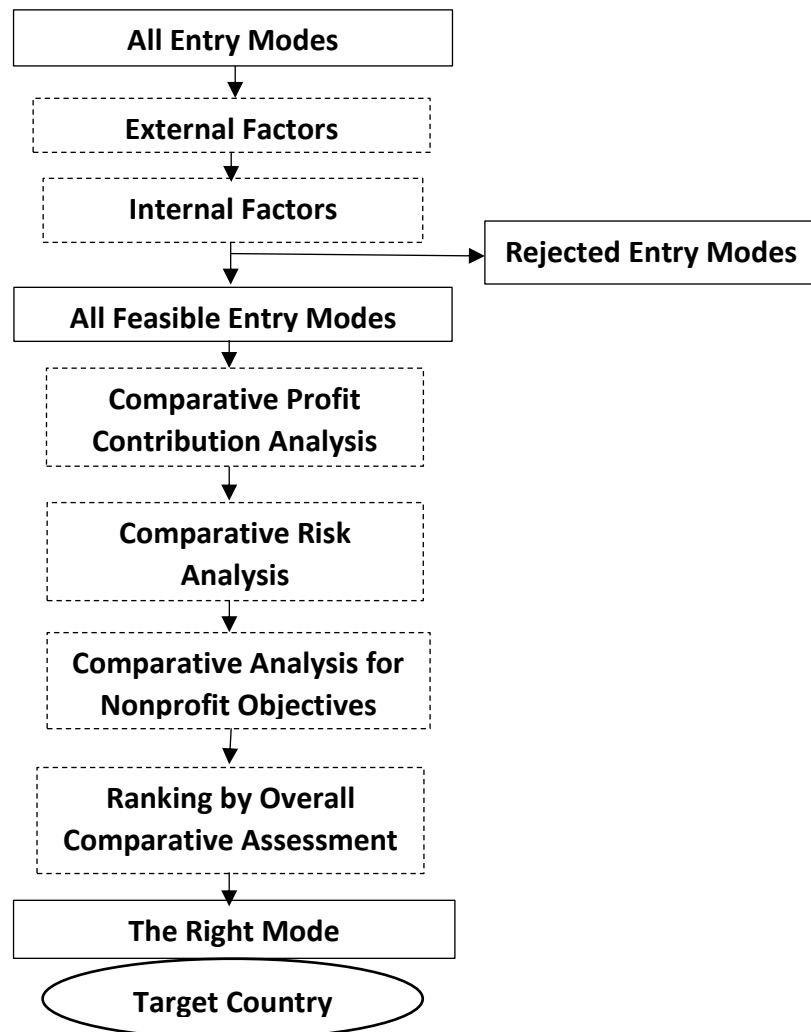 All Entry Modes
External Factors
Internal Factors
Rejected Entry Modes
All Feasible Entry Modes
Comparative Profit
Contribution Analysis
Comparative Risk
Analysis
Comparative Analysis for
Nonprofit Objectives
Ranking by Overall
Comparative Assessment
The Right Mode
Target Country